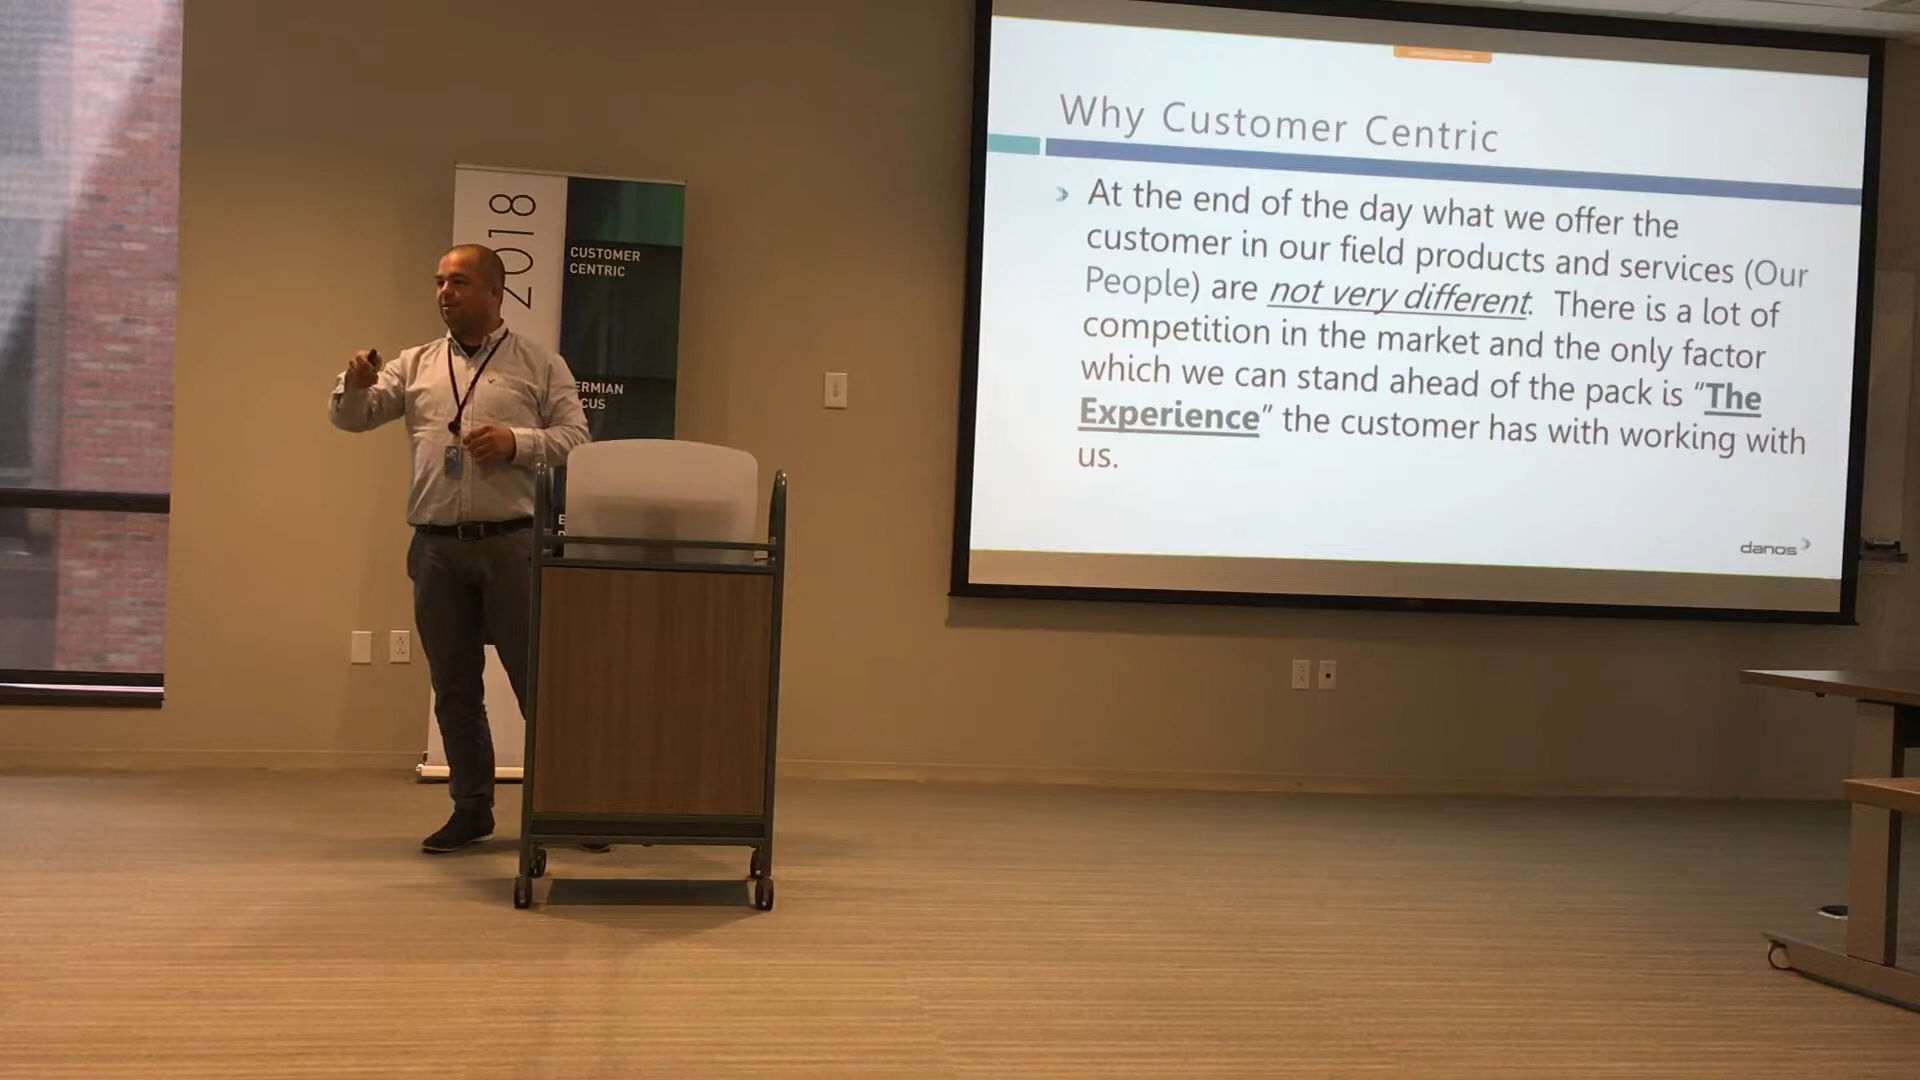 Why Customer Centric
At the end of the day what we offer the
customer in our field products and services (Our
People) are not very different. There is a lot of
competition in the market and the only factor
which we can stand ahead of the pack is “The
Experience” the customer has with working with
us.
danos
2018
CUSTOMER
CENTRIC
ERMIAN
CUS